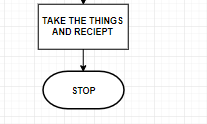 TAKE THE THINGS
AND RECIEPT
STOP